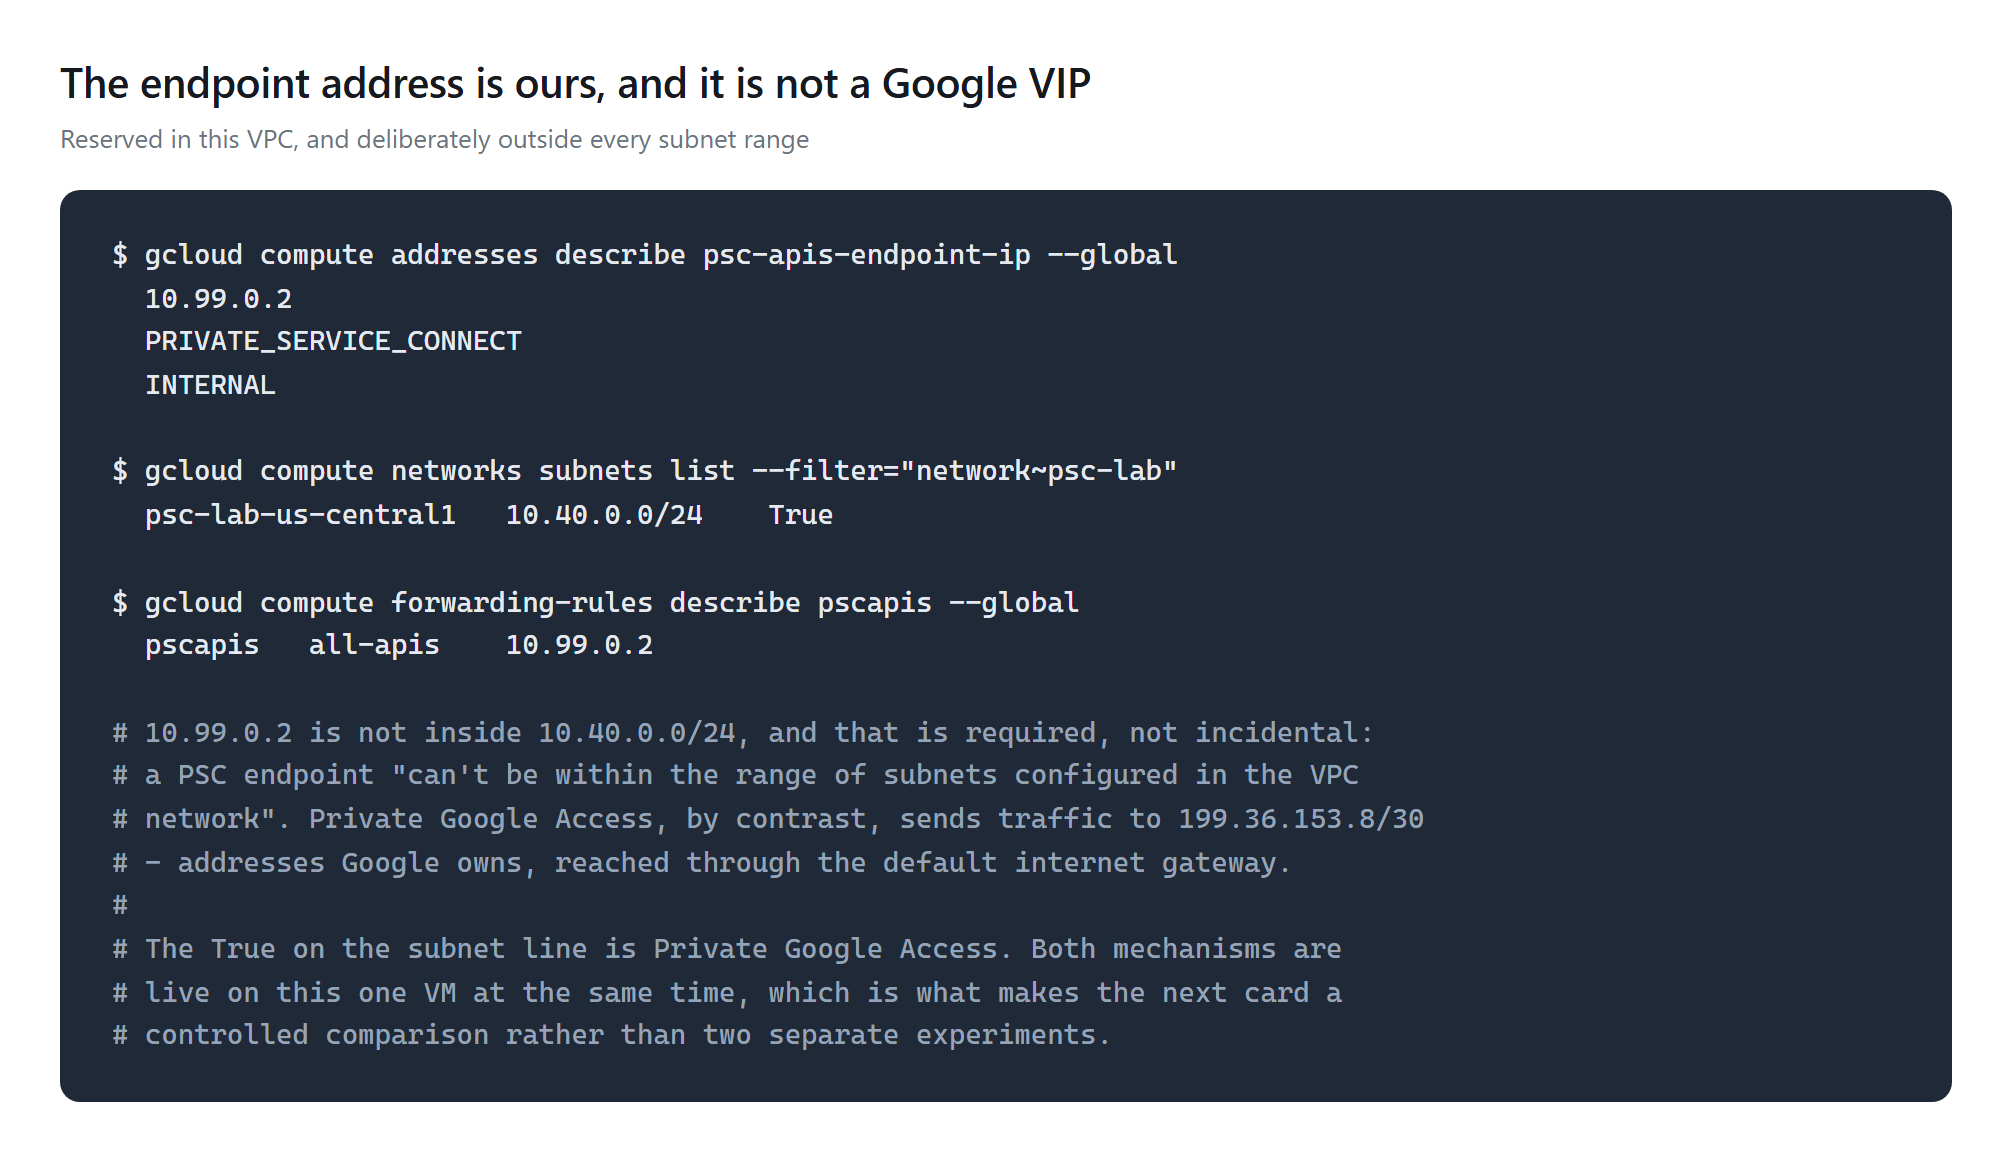 The endpoint address is ours, and it is not a Google VIP
Reserved in this VPC, and deliberately outside every subnet range
$ gcloud compute addresses describe psc-apis-endpoint-ip --global
10.99.0.2
PRIVATE_SERVICE_CONNECT
INTERNAL
$ gcloud compute networks subnets list --filter="network~psc-lab"
psc-lab-us-central1   10.40.0.0/24    True
$ gcloud compute forwarding-rules describe pscapis --global
pscapis   all-apis    10.99.0.2
# 10.99.0.2 is not inside 10.40.0.0/24, and that is required, not incidental:
# a PSC endpoint "can't be within the range of subnets configured in the VPC
# network". Private Google Access, by contrast, sends traffic to 199.36.153.8/30
# - addresses Google owns, reached through the default internet gateway.
#
# The True on the subnet line is Private Google Access. Both mechanisms are
# live on this one VM at the same time, which is what makes the next card a
# controlled comparison rather than two separate experiments.